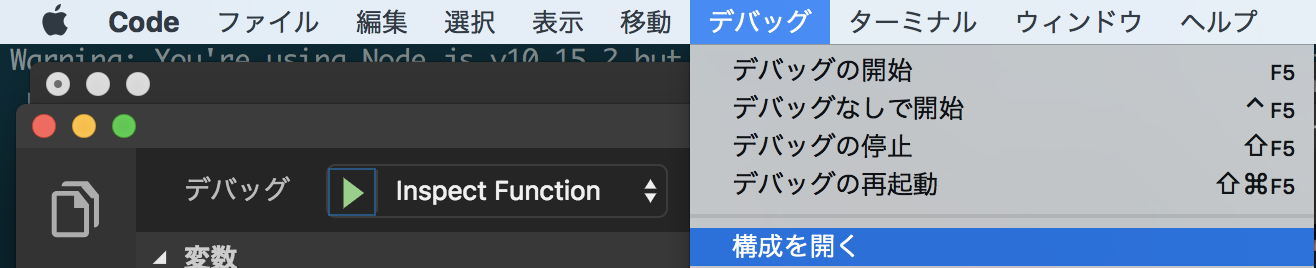 Code ファイル 編集 選択 表示 移動 デバッグ ターミナル ウィンドウ ヘルプ
Warning: You're using Node.js v10.15.2 but
デバッグの開始 F5
デバッグなしで開始 ⌃F5
デバッグの停止 ⇧F5
デバッグの再起動 ⇧⌘F5
構成を開く
デバッグ Inspect Function
変数